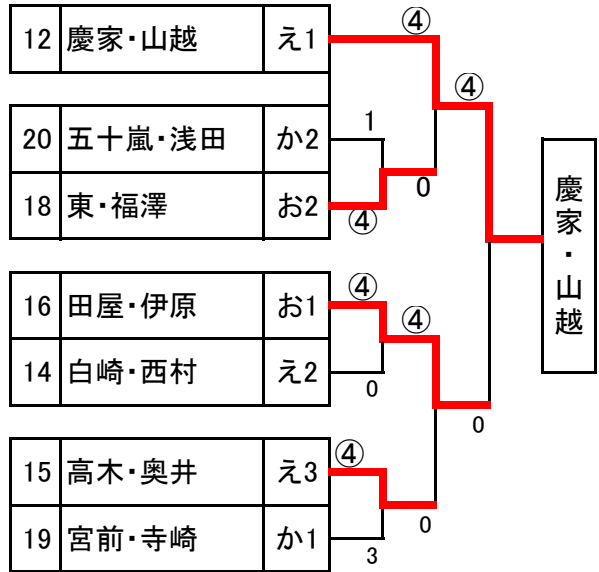 ④
12 慶家・山越 え1
④
1
20 五十嵐・浅田 か2
慶家・山越
18 東・福澤 お2
0
④
16 田屋・伊原 お1
④
④
14 白崎・西村 え2
0
0
15 高木・奥井 え3
④
19 宮前・寺崎 か1
0
3